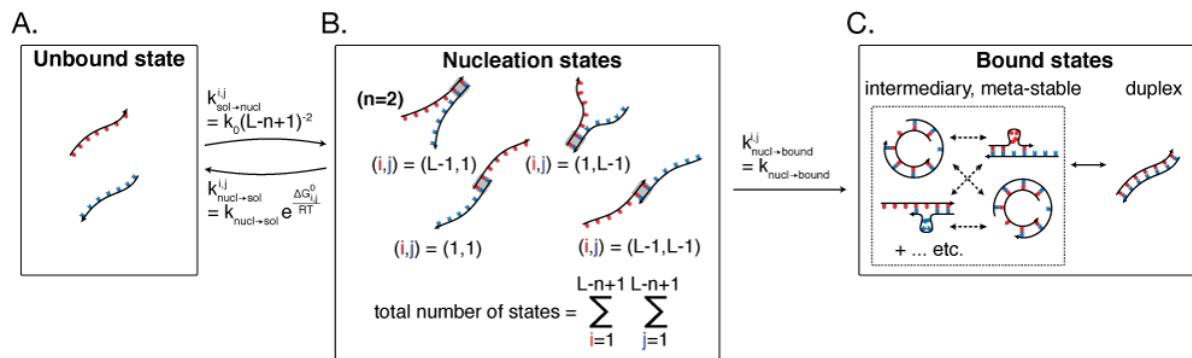 A.
Unbound state
k^{i,j}_{sol→nucl}
= k_0(L-n+1)^{-2}
k^{i,j}_{nucl→sol}
= k_{nucl→sol} e^{ΔG^0_{i,j}/RT}
B.
Nucleation states
(n=2)
(i,j) = (L-1,1)
(i,j) = (1,L-1)
(i,j) = (1,1)
(i,j) = (L-1,L-1)
L-n+1 L-n+1
total number of states = ∑ ∑
i=1 j=1
k^{i,j}_{nucl→bound}
= k_{nucl→bound}
C.
Bound states
intermediary, meta-stable
duplex
+ ... etc.